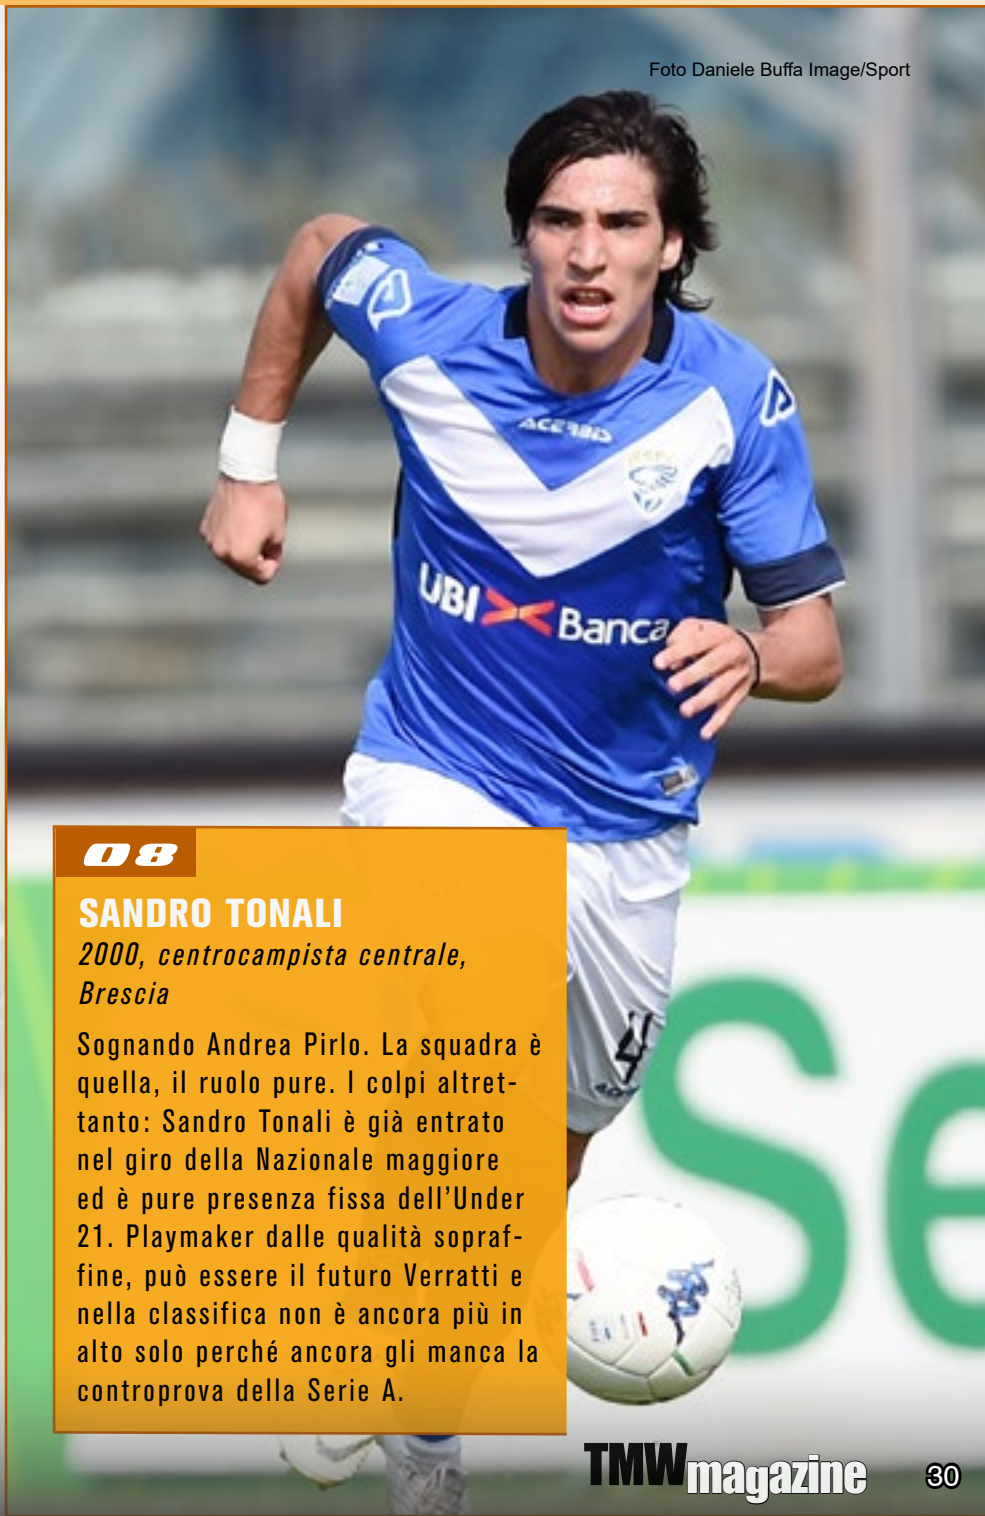 Foto Daniele Buffa Image/Sport
ACERBIS
UBI Banca
4
08
SANDRO TONALI
2000, centrocampista centrale,
Brescia
Sognando Andrea Pirlo. La squadra è
quella, il ruolo pure. I colpi altret-
tanto: Sandro Tonali è già entrato
nel giro della Nazionale maggiore
ed è pure presenza fissa dell’Under
21. Playmaker dalle qualità sopraf-
fine, può essere il futuro Verratti e
nella classifica non è ancora più in
alto solo perché ancora gli manca la
controprova della Serie A.
Se
TMWmagazine
30